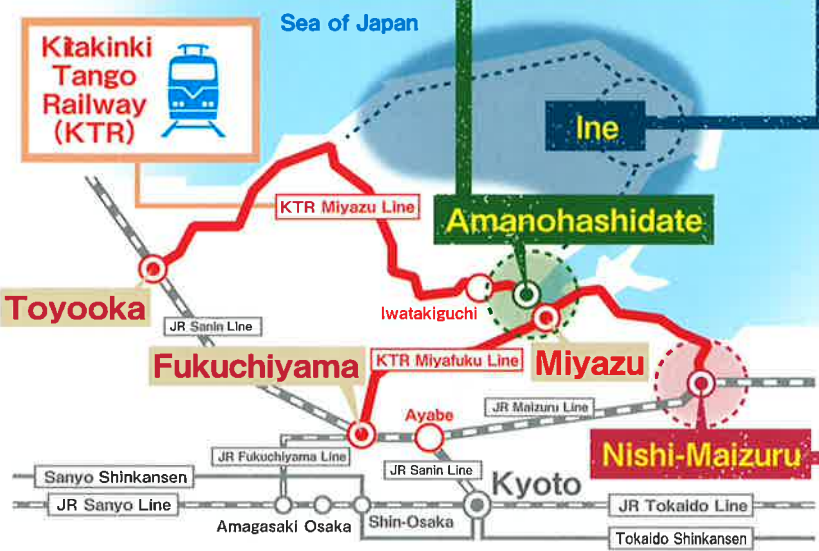 Sea of Japan
Kitakinki
Tango
Railway
(KTR)
Ine
KTR Miyazu Line
Amanohashidate
Toyooka
Iwatakiguchi
JR Sanin Line
Fukuchiyama
KTR Miyafuku Line
Miyazu
Ayabe
JR Maizuru Line
Nishi-Maizuru
JR Fukuchiyama Line
JR Sanin Line
Sanyo Shinkansen
Kyoto
JR Sanyo Line
JR Tokaido Line
Amagasaki
Osaka
Shin-Osaka
Tokaido Shinkansen